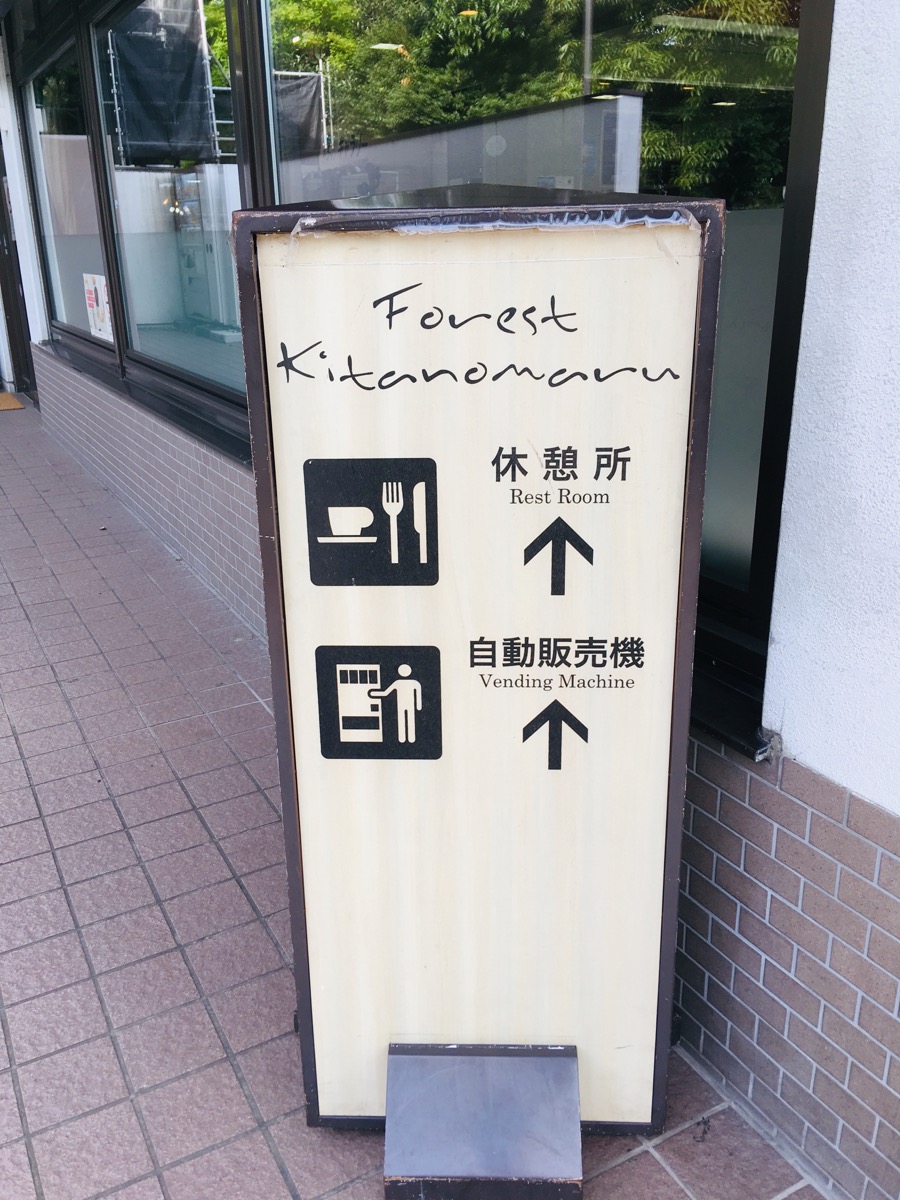 Forest
Kitanomaru
休憩所
Rest Room
自動販売機
Vending Machine